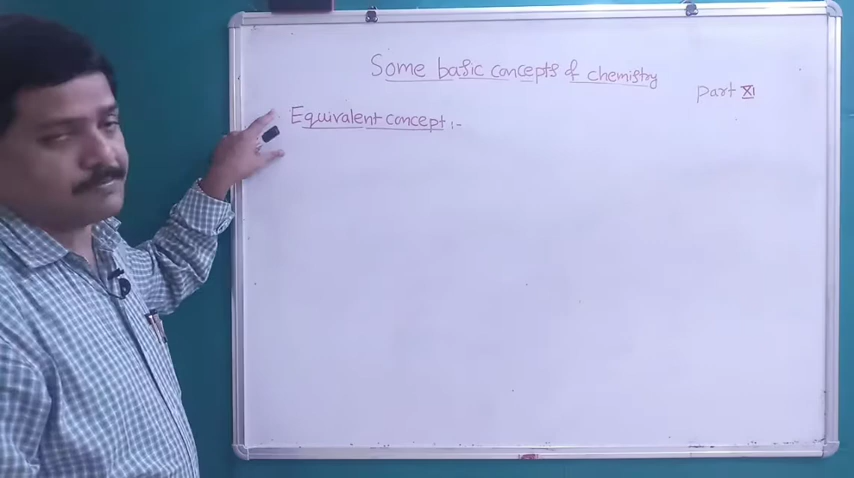 Some basic concepts of chemistry
Part XI
Equivalent concept :-